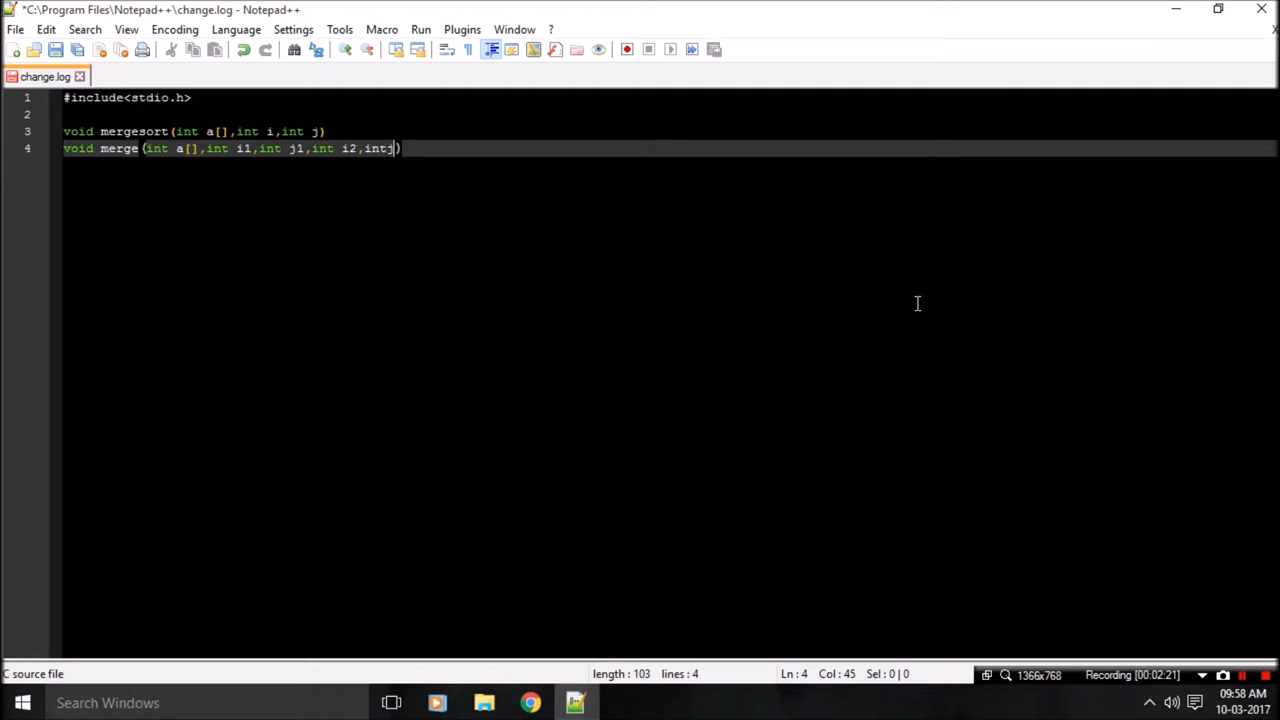 *C:\Program Files\Notepad++\change.log - Notepad++
File Edit Search View Encoding Language Settings Tools Macro Run Plugins Window ? X
change.log
1 #include<stdio.h>
2
3 void mergesort(int a[],int i,int j)
4 void merge(int a[],int i1,int j1,int i2,intj)
C source file length : 103 lines : 4 Ln : 4 Col : 45 Sel : 0 | 0 1366x768 Recording [00:02:21]
Search Windows
09:58 AM
10-03-2017